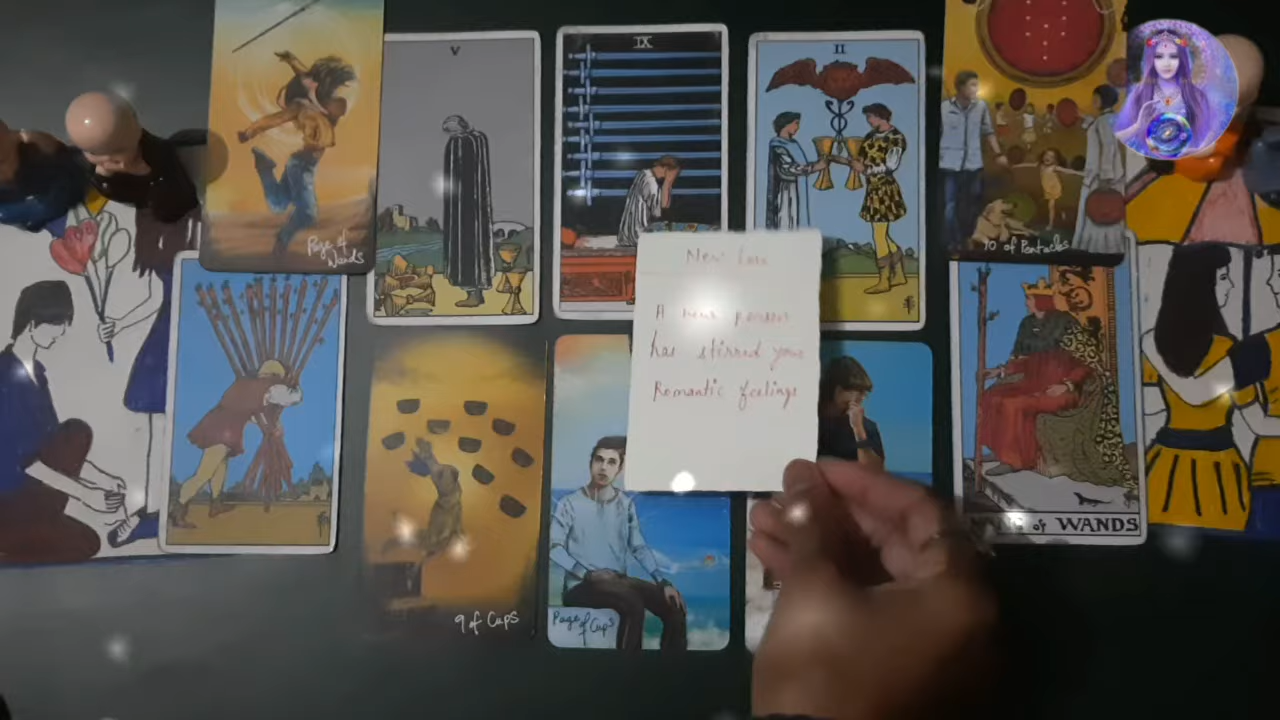 V
IX
II
Page of
Wands
10 of Pentacles
New Love
A new person
has stirred your
Romantic feelings
9 of Cups
Page of
Cups
KING of WANDS